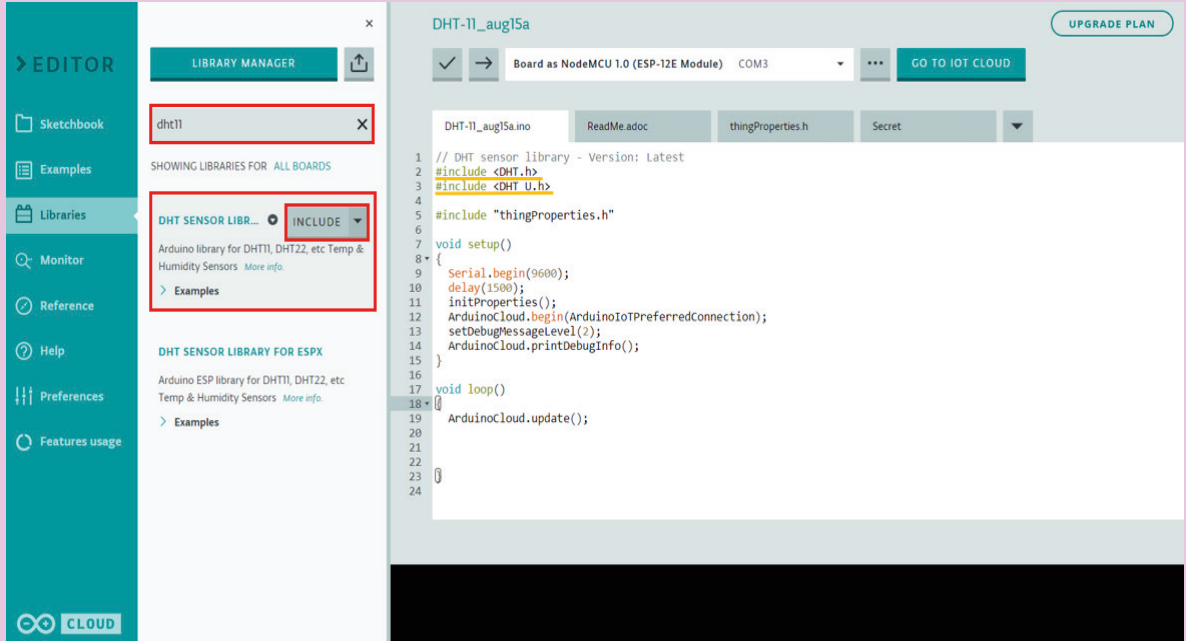 ×
DHT-11_aug15a
UPGRADE PLAN
>EDITOR
LIBRARY MANAGER
Board as NodeMCU 1.0 (ESP-12E Module) COM3
GO TO IOT CLOUD
Sketchbook
Examples
Libraries
Monitor
Reference
Help
Preferences
Features usage
CLOUD
dht11 X
SHOWING LIBRARIES FOR ALL BOARDS
DHT SENSOR LIBR... INCLUDE
Arduino library for DHT11, DHT22, etc Temp &
Humidity Sensors More info.
> Examples
DHT SENSOR LIBRARY FOR ESPX
Arduino ESP library for DHT11, DHT22, etc
Temp & Humidity Sensors More info.
> Examples
DHT-11_aug15a.ino ReadMe.adoc thingProperties.h Secret
1 // DHT sensor library - Version: Latest
2 #include <DHT.h>
3 #include <DHT U.h>
4
5 #include "thingProperties.h"
6
7 void setup()
8 {
9 Serial.begin(9600);
10 delay(1500);
11 initProperties();
12 ArduinoCloud.begin(ArduinoIoTPreferredConnection);
13 setDebugMessageLevel(2);
14 ArduinoCloud.printDebugInfo();
15 }
16
17 void loop()
18 {
19 ArduinoCloud.update();
20
21
22
23 }
24